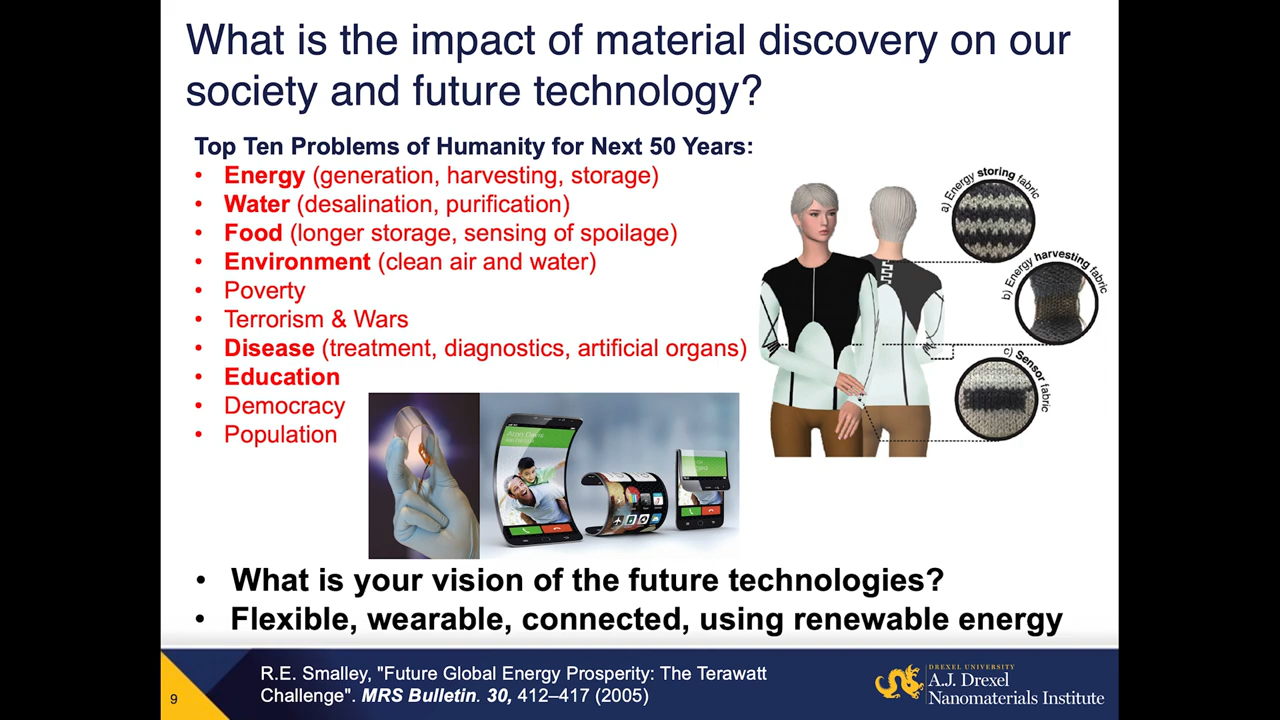 What is the impact of material discovery on our
society and future technology?
Top Ten Problems of Humanity for Next 50 Years:
• Energy (generation, harvesting, storage)
• Water (desalination, purification)
• Food (longer storage, sensing of spoilage)
• Environment (clean air and water)
• Poverty
• Terrorism & Wars
• Disease (treatment, diagnostics, artificial organs)
• Education
• Democracy
• Population
a) Energy storing fabric
b) Energy harvesting fabric
c) Sensor fabric
• What is your vision of the future technologies?
• Flexible, wearable, connected, using renewable energy
R.E. Smalley, "Future Global Energy Prosperity: The Terawatt
Challenge". MRS Bulletin. 30, 412–417 (2005)
9
DREXEL UNIVERSITY
A.J. Drexel
Nanomaterials Institute